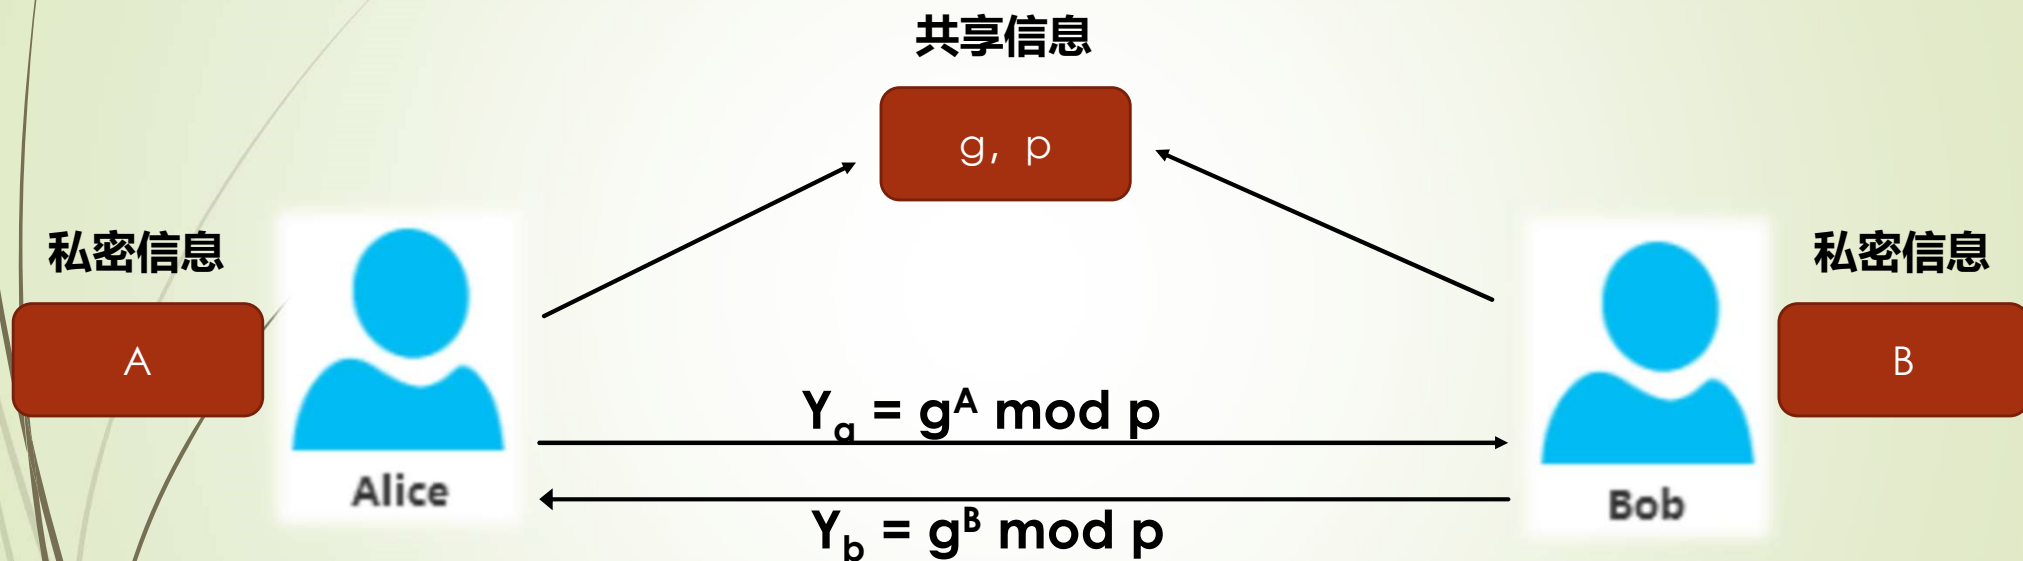 共享信息
g, p
私密信息
私密信息
A
B
Yₐ = gᴬ mod p
Alice
Bob
Y_b = gᴮ mod p